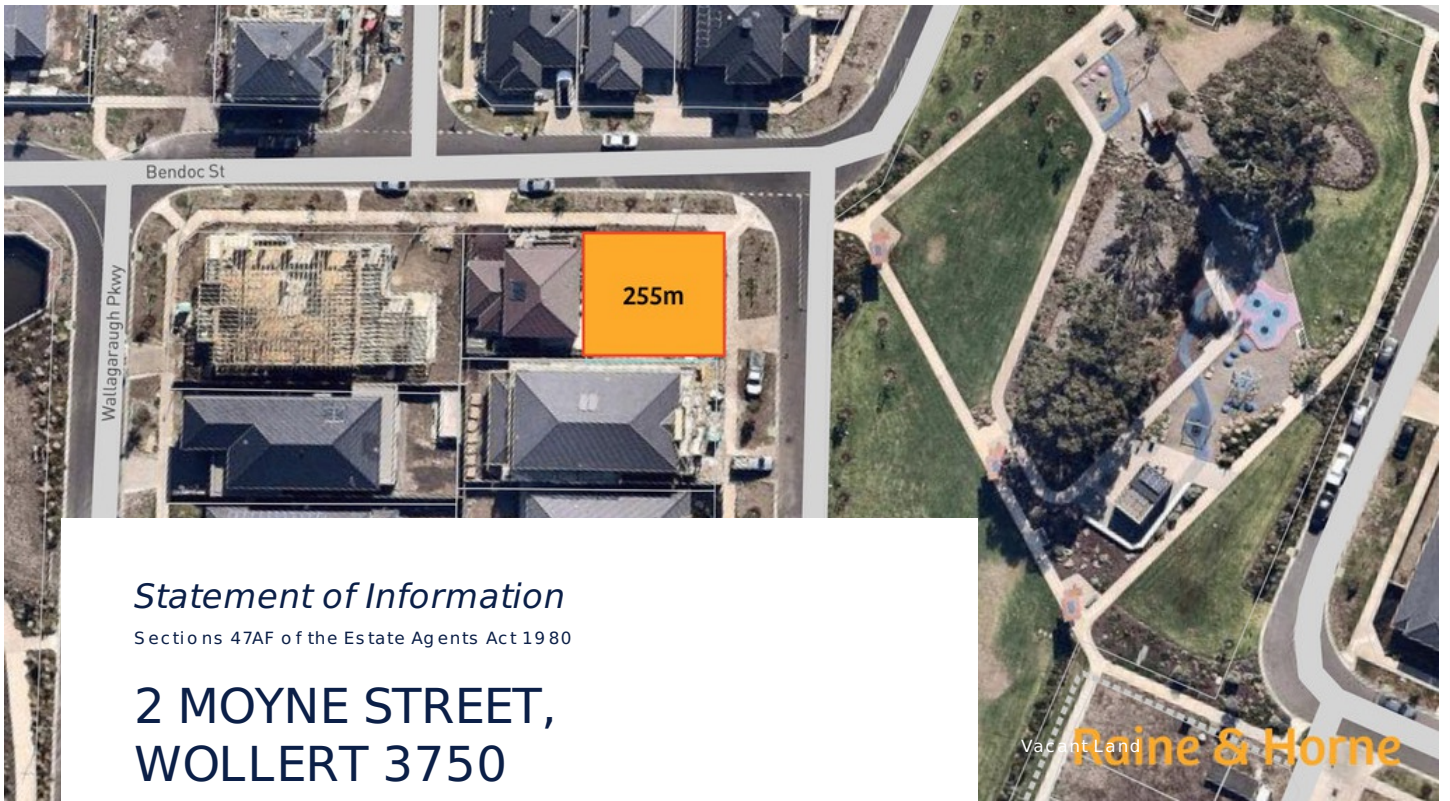 Bendoc St
Wallagaraugh Pkwy
255m
Statement of Information
Sections 47AF of the Estate Agents Act 1980
2 MOYNE STREET,
WOLLERT 3750
Vacant Land
Raine & Horne